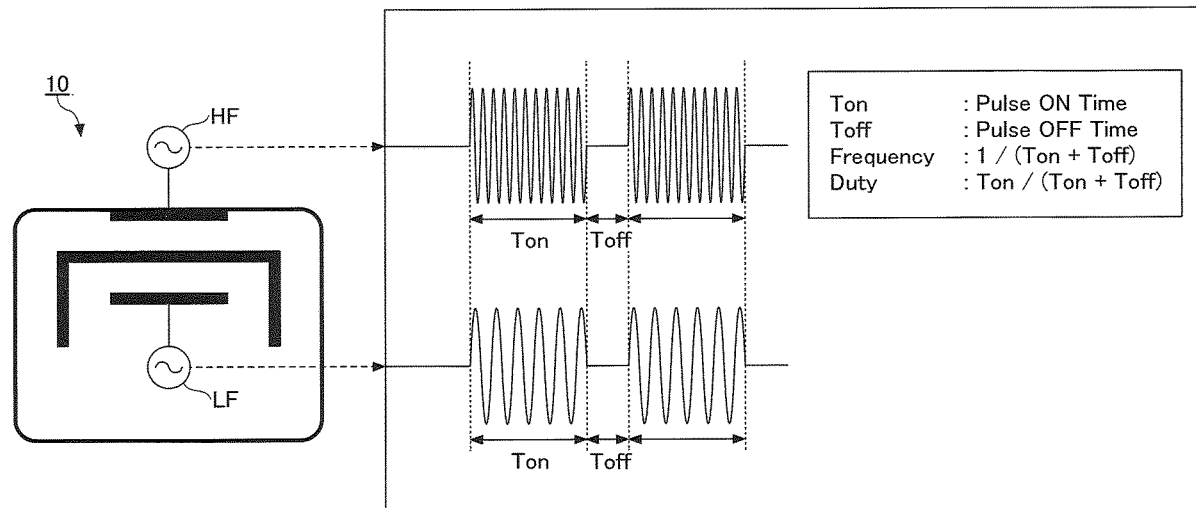 10
HF
LF
Ton
Toff
Ton
Toff
Ton : Pulse ON Time
Toff : Pulse OFF Time
Frequency : 1 / (Ton + Toff)
Duty : Ton / (Ton + Toff)